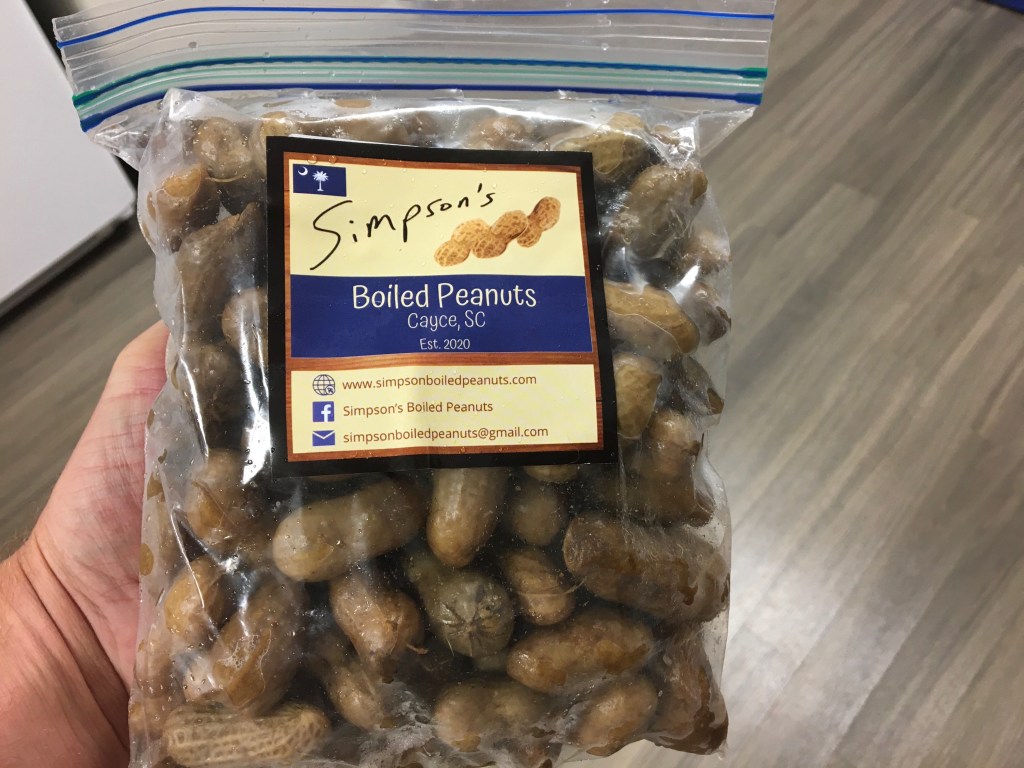 Simpson's
Boiled Peanuts
Cayce, SC
Est. 2020
www.simpsonboiledpeanuts.com
Simpson's Boiled Peanuts
simpsonboiledpeanuts@gmail.com